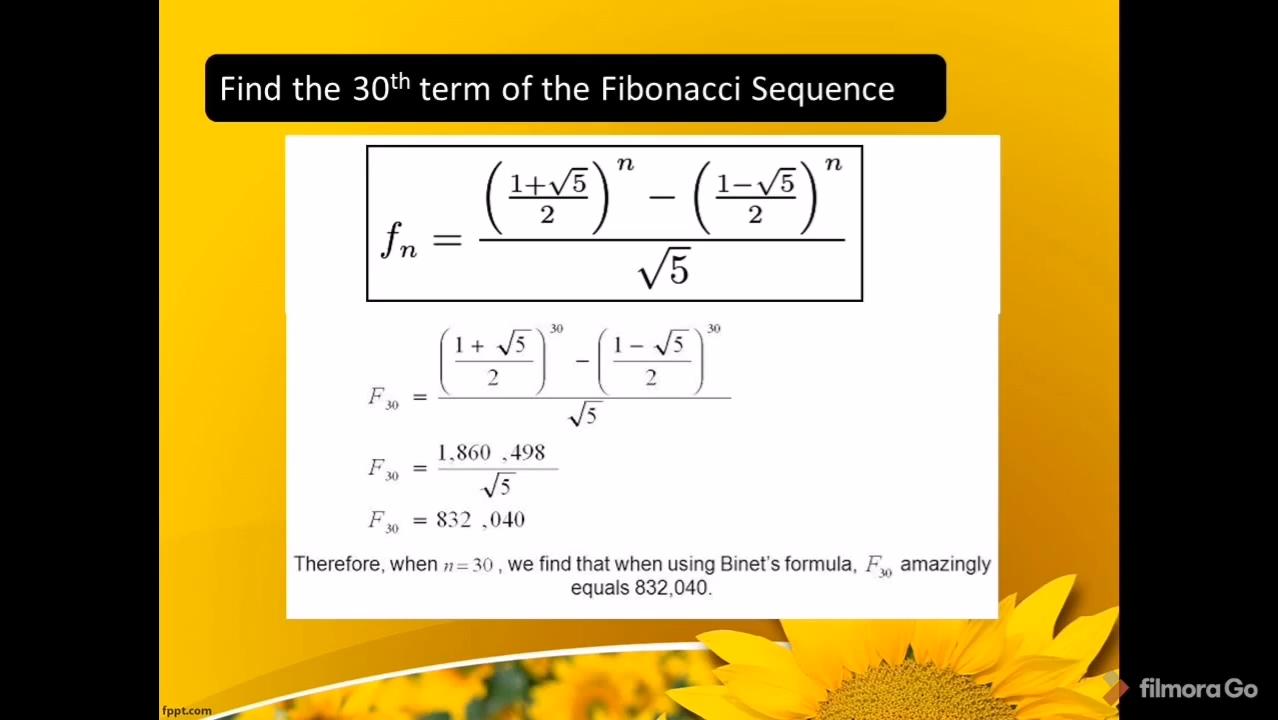 Find the 30th term of the Fibonacci Sequence
fₙ = ( ( (1+√5)/2 )ⁿ − ( (1−√5)/2 )ⁿ ) / √5
F₃₀ = ( ( (1 + √5)/2 )³⁰ − ( (1 − √5)/2 )³⁰ ) / √5
F₃₀ = 1,860 ,498 / √5
F₃₀ = 832 ,040
Therefore, when n = 30 , we find that when using Binet's formula, F₃₀ amazingly
equals 832,040.
fppt.com
filmoraGo